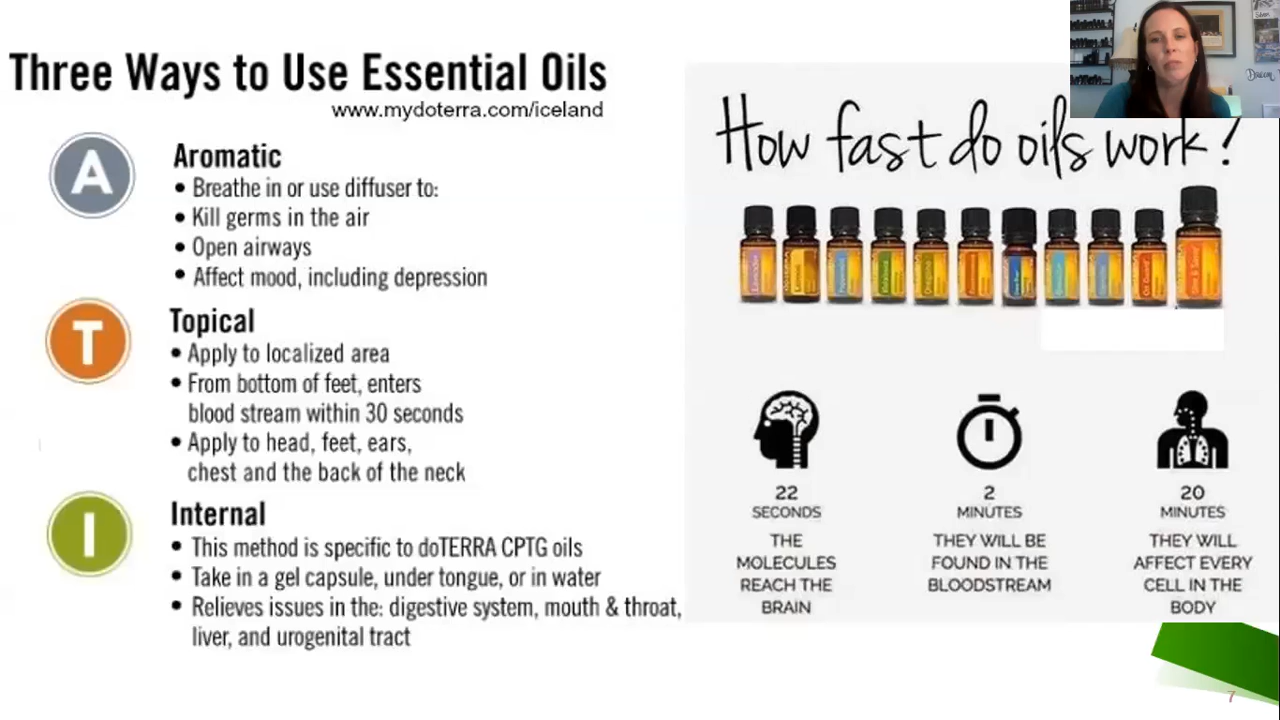 Three Ways to Use Essential Oils
www.mydoterra.com/iceland
A
Aromatic
• Breathe in or use diffuser to:
• Kill germs in the air
• Open airways
• Affect mood, including depression
T
Topical
• Apply to localized area
• From bottom of feet, enters
blood stream within 30 seconds
• Apply to head, feet, ears,
chest and the back of the neck
I
Internal
• This method is specific to doTERRA CPTG oils
• Take in a gel capsule, under tongue, or in water
• Relieves issues in the: digestive system, mouth & throat,
liver, and urogenital tract
How fast do oils work?
22
SECONDS
THE
MOLECULES
REACH THE
BRAIN
2
MINUTES
THEY WILL BE
FOUND IN THE
BLOODSTREAM
20
MINUTES
THEY WILL
AFFECT EVERY
CELL IN THE
BODY
7